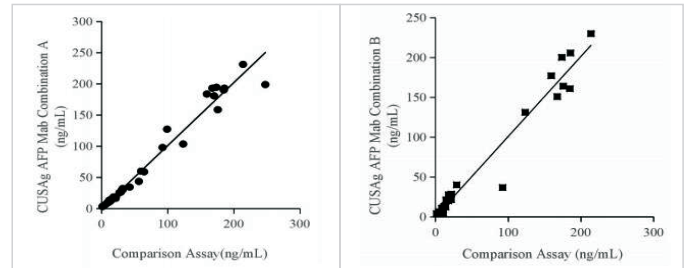 CUSAg AFP Mab Combination A
(ng/mL)
300
250
200
150
100
50
0
0 100 200 300
Comparison Assay(ng/mL)
CUSAg AFP Mab Combination B
(ng/mL)
250
200
150
100
50
0
0 100 200 300
Comparison Assay (ng/mL)